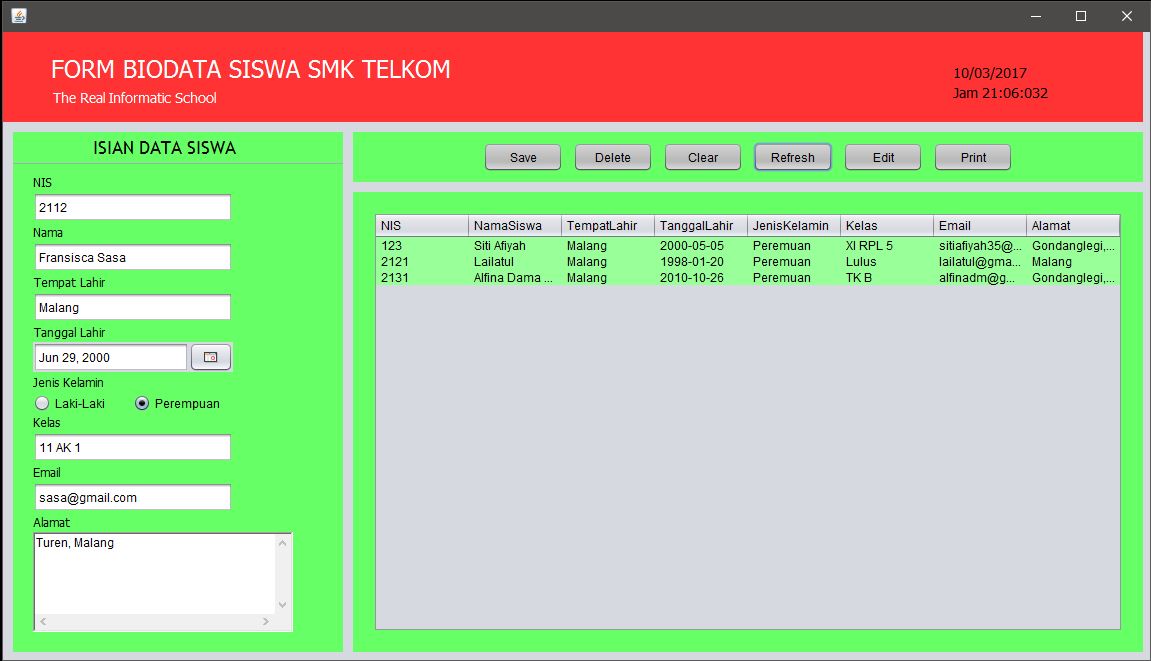 FORM BIODATA SISWA SMK TELKOM
The Real Informatic School
10/03/2017
Jam 21:06:032
ISIAN DATA SISWA
NIS
2112
Nama
Fransisca Sasa
Tempat Lahir
Malang
Tanggal Lahir
Jun 29, 2000
Jenis Kelamin
Laki-Laki Perempuan
Kelas
11 AK 1
Email
sasa@gmail.com
Alamat
Turen, Malang
Save Delete Clear Refresh Edit Print
NIS NamaSiswa TempatLahir TanggalLahir JenisKelamin Kelas Email Alamat
123 Siti Afiyah Malang 2000-05-05 Peremuan XI RPL 5 sitiafiyah35@... Gondanglegi,...
2121 Lailatul Malang 1998-01-20 Peremuan Lulus lailatul@gma... Malang
2131 Alfina Dama ... Malang 2010-10-26 Peremuan TK B alfinadm@g... Gondanglegi,...